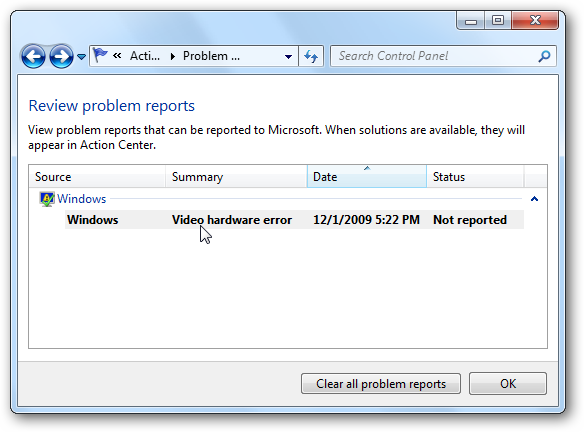 « Acti... ▸ Problem ... Search Control Panel
Review problem reports
View problem reports that can be reported to Microsoft. When solutions are available, they will
appear in Action Center.
Source Summary Date Status
Windows
Windows Video hardware error 12/1/2009 5:22 PM Not reported
Clear all problem reports OK